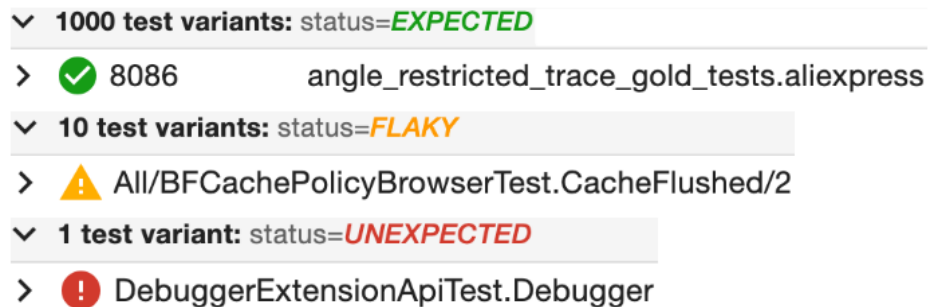 1000 test variants: status=EXPECTED
8086 angle_restricted_trace_gold_tests.aliexpress
10 test variants: status=FLAKY
All/BFCachePolicyBrowserTest.CacheFlushed/2
1 test variant: status=UNEXPECTED
DebuggerExtensionApiTest.Debugger